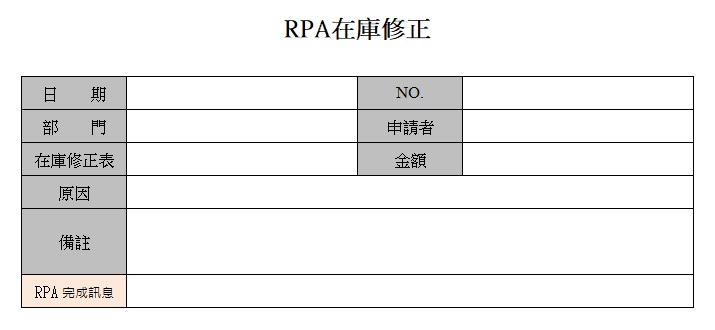 RPA在庫修正
日　　期 NO.
部　　門 申請者
在庫修正表 金額
原因
備註
RPA 完成訊息